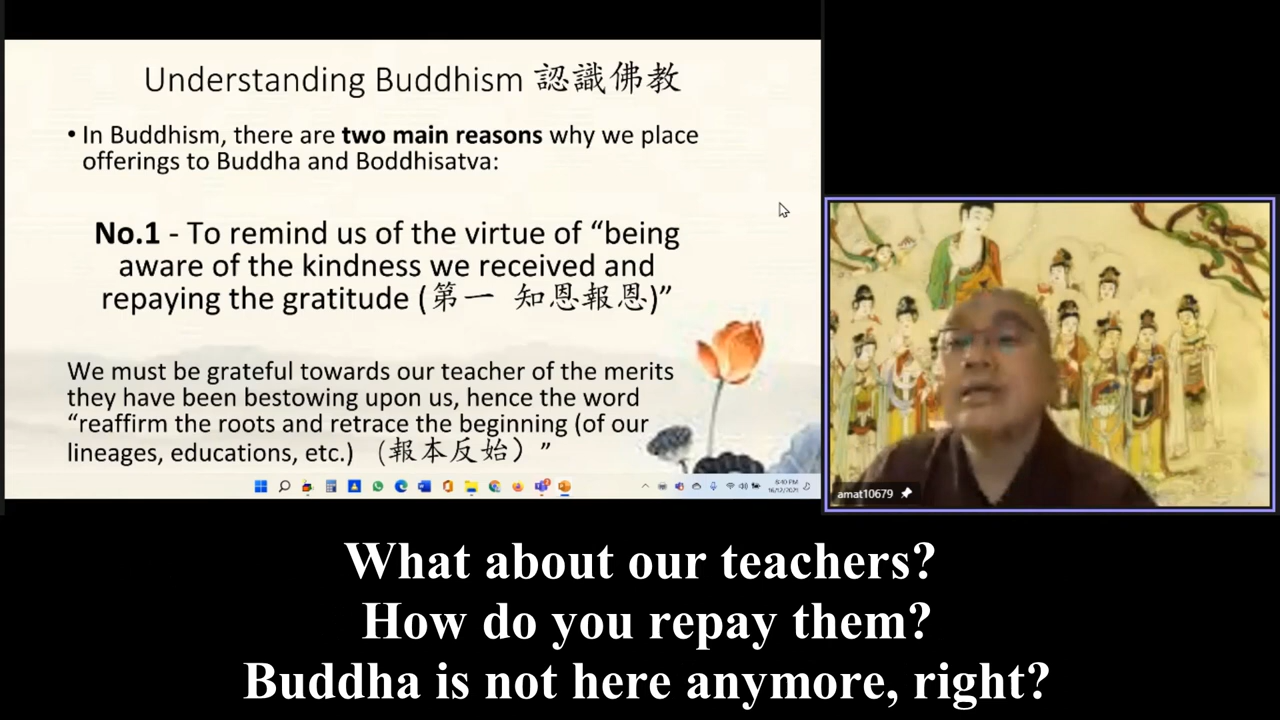 Understanding Buddhism 認識佛教
• In Buddhism, there are two main reasons why we place
offerings to Buddha and Boddhisatva:
No.1 - To remind us of the virtue of “being
aware of the kindness we received and
repaying the gratitude (第一 知恩報恩)”
We must be grateful towards our teacher of the merits
they have been bestowing upon us, hence the word
“reaffirm the roots and retrace the beginning (of our
lineages, educations, etc.) （報本反始）”
amat10679
What about our teachers?
How do you repay them?
Buddha is not here anymore, right?